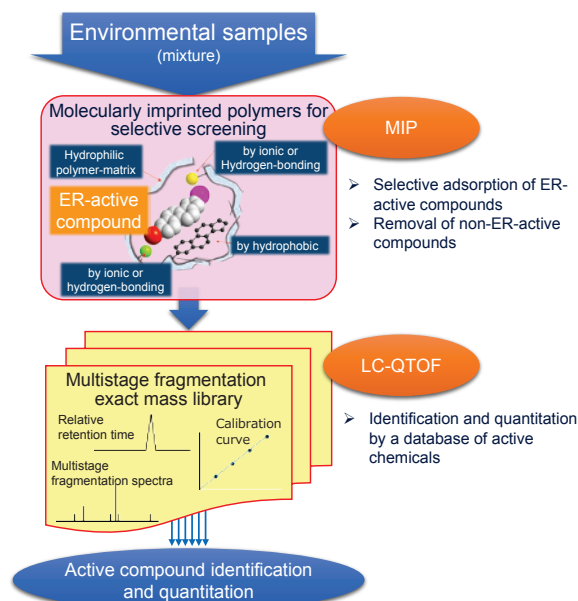 Environmental samples
(mixture)
Molecularly imprinted polymers for
selective screening
MIP
Hydrophilic
polymer-matrix
by ionic or
Hydrogen-bonding
ER-active
compound
by hydrophobic
by ionic or
hydrogen-bonding
➢ Selective adsorption of ER-
active compounds
➢ Removal of non-ER-active
compounds
LC-QTOF
Multistage fragmentation
exact mass library
Relative
retention time
Calibration
curve
Multistage
fragmentation spectra
➢ Identification and quantitation
by a database of active
chemicals
Active compound identification
and quantitation